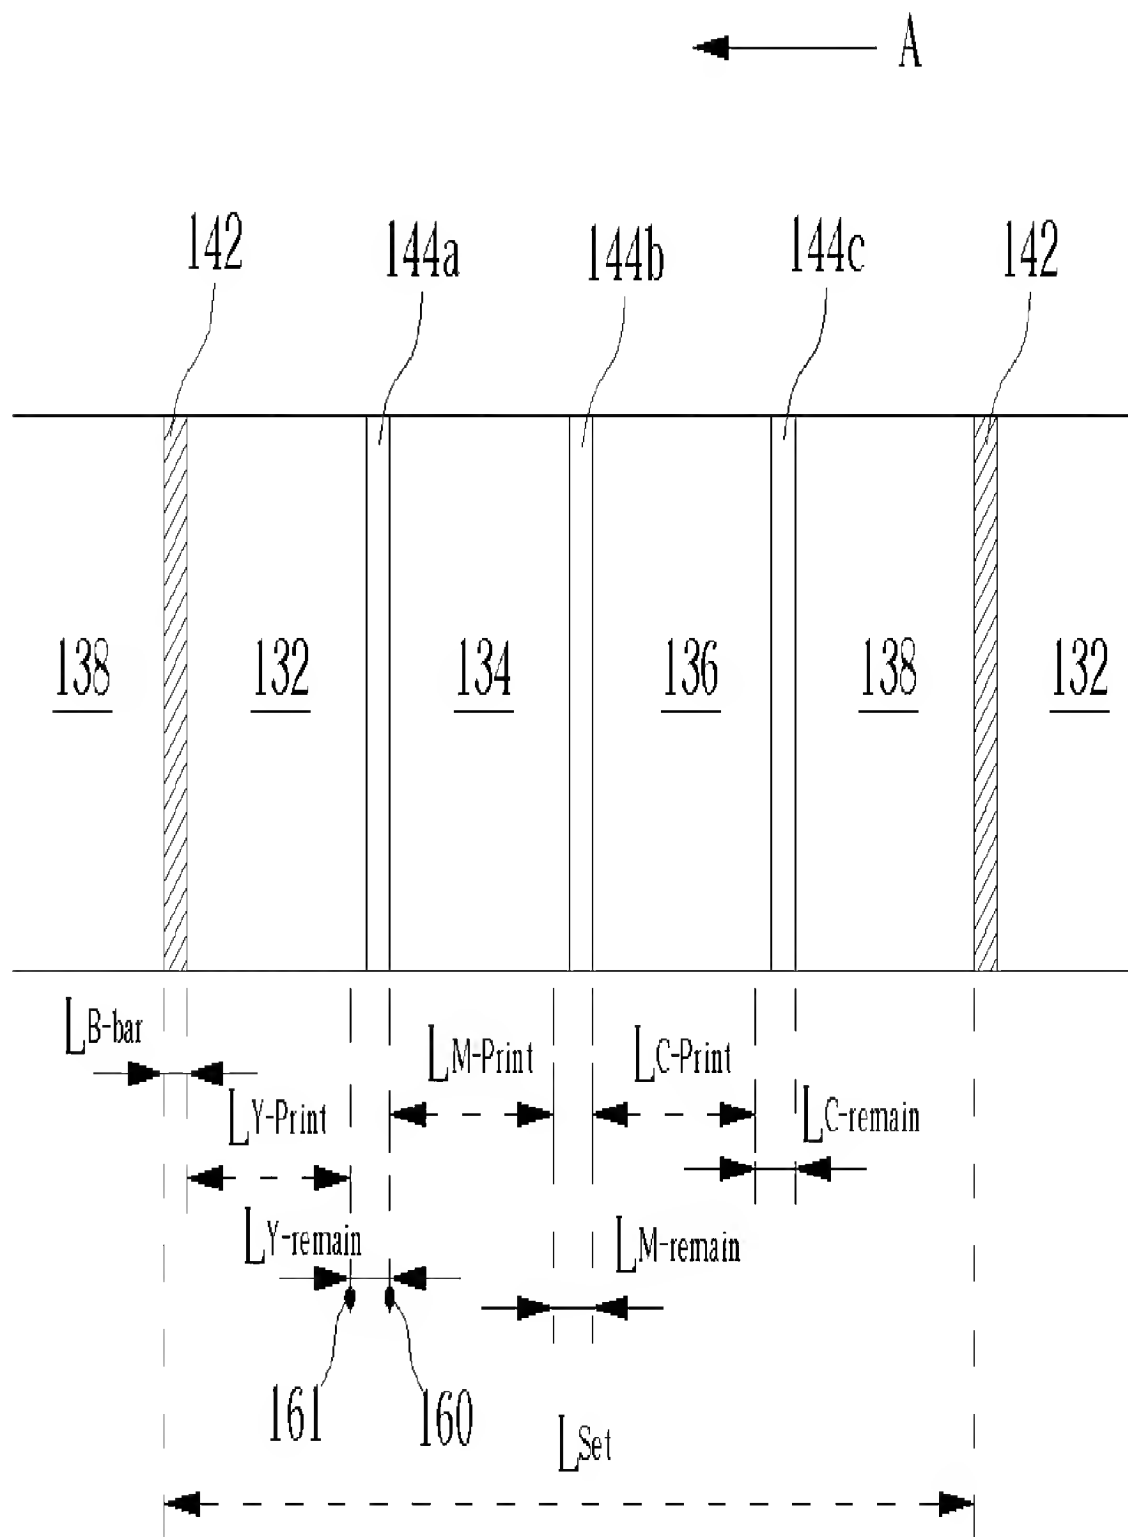 A
142 144a 144b 144c 142
138 132 134 136 138 132
LB-bar
LM-Print LC-Print
LY-Print LC-remain
LY-remain LM-remain
161 160
LSet